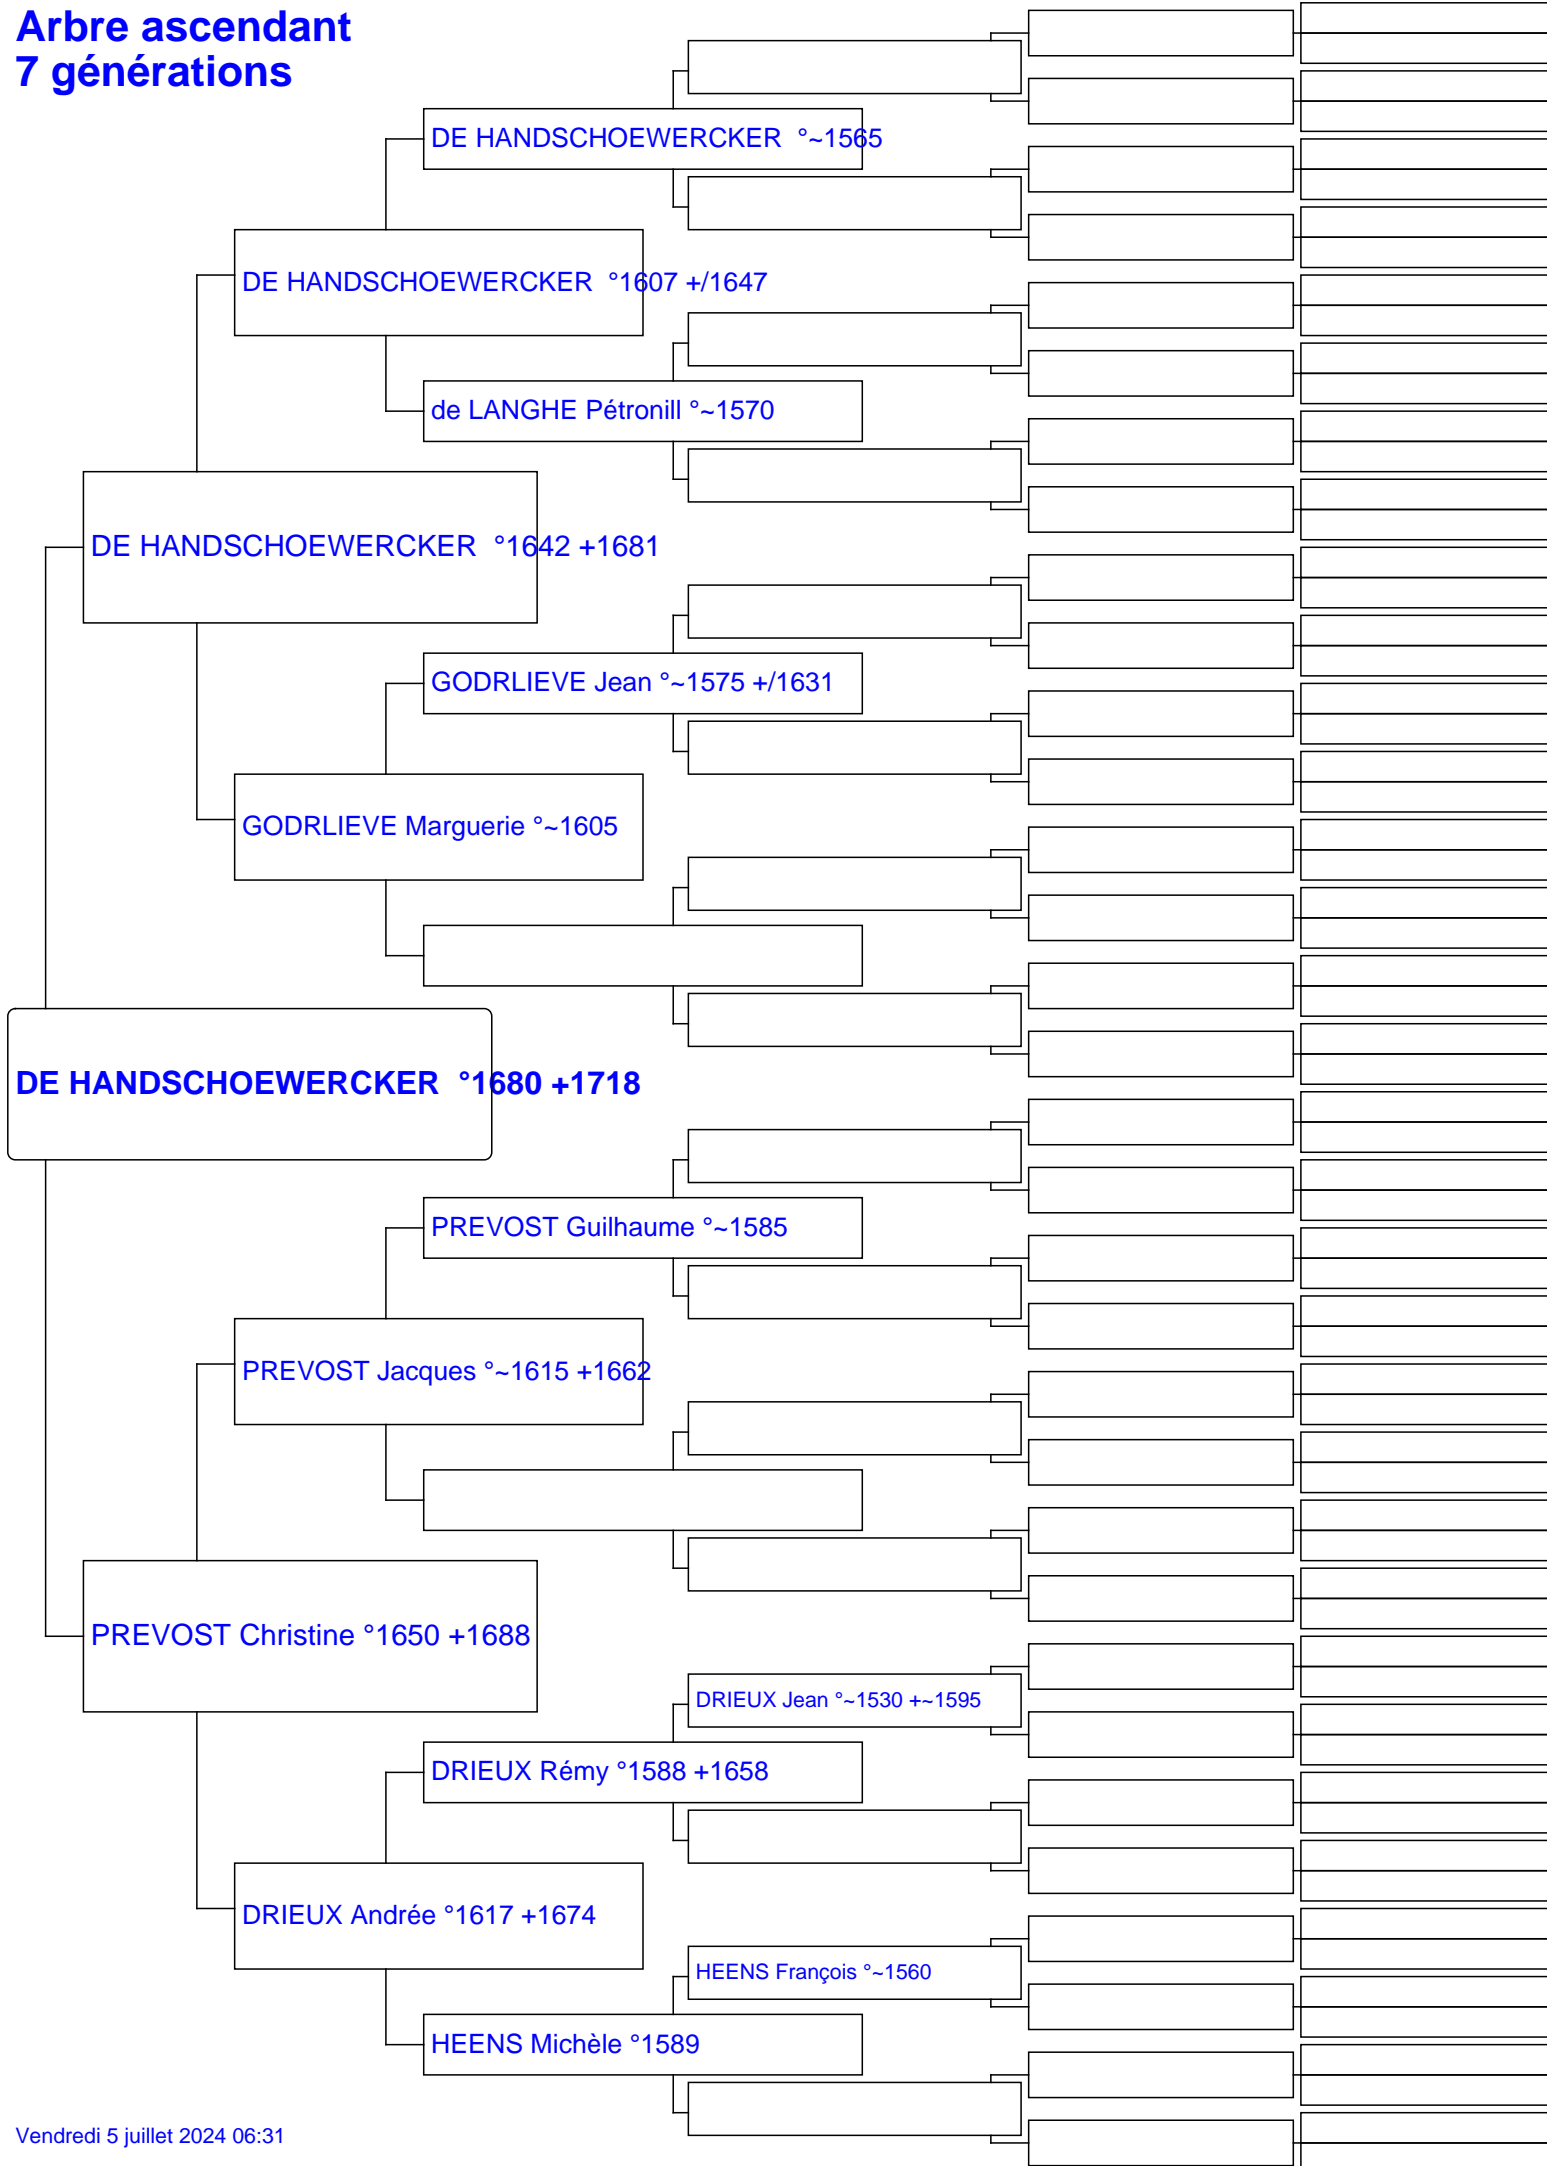 Arbre ascendant
7 générations
DE HANDSCHOEWERCKER  °~1565
DE HANDSCHOEWERCKER  °1607 +/1647
de LANGHE Pétronill °~1570
DE HANDSCHOEWERCKER  °1642 +1681
GODRLIEVE Jean °~1575 +/1631
GODRLIEVE Marguerie °~1605
DE HANDSCHOEWERCKER  °1680 +1718
PREVOST Guilhaume °~1585
PREVOST Jacques °~1615 +1662
PREVOST Christine °1650 +1688
DRIEUX Jean °~1530 +~1595
DRIEUX Rémy °1588 +1658
DRIEUX Andrée °1617 +1674
HEENS François °~1560
HEENS Michèle °1589
Vendredi 5 juillet 2024 06:31